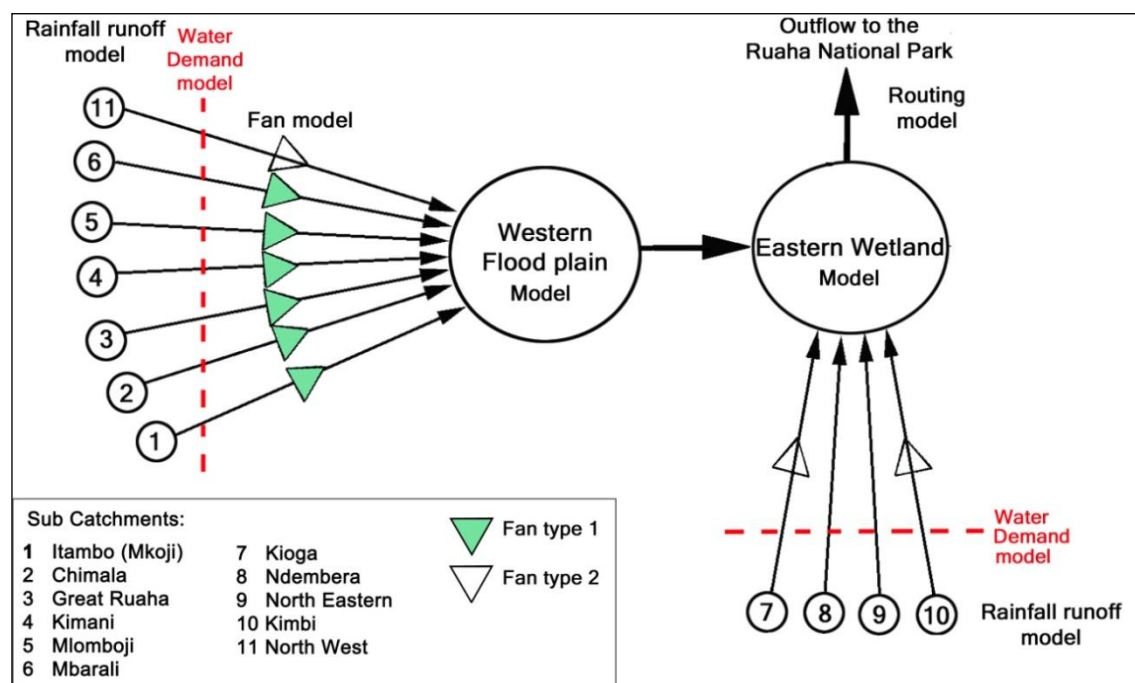 Rainfall runoff
model
Water
Demand
model
Fan model
11
6
5
4
3
2
1
Western
Flood plain
Model
Outflow to the
Ruaha National Park
Routing
model
Eastern Wetland
Model
Water
Demand
model
7
8
9
10
Rainfall runoff
model
Sub Catchments:
1 Itambo (Mkoji)
2 Chimala
3 Great Ruaha
4 Kimani
5 Mlomboji
6 Mbarali
7 Kioga
8 Ndembera
9 North Eastern
10 Kimbi
11 North West
Fan type 1
Fan type 2